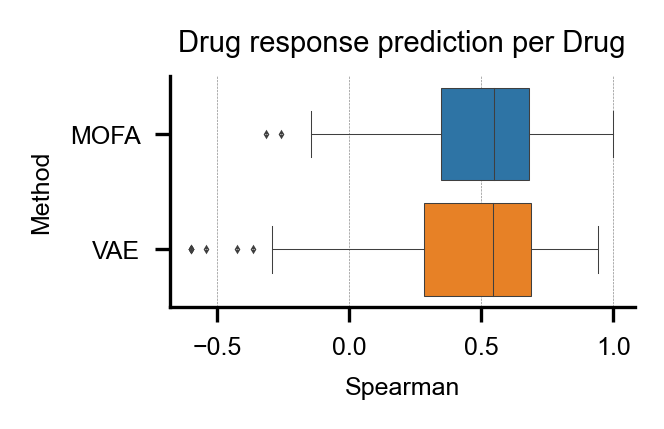 Drug response prediction per Drug
MOFA
VAE
Method
−0.5 0.0 0.5 1.0
Spearman